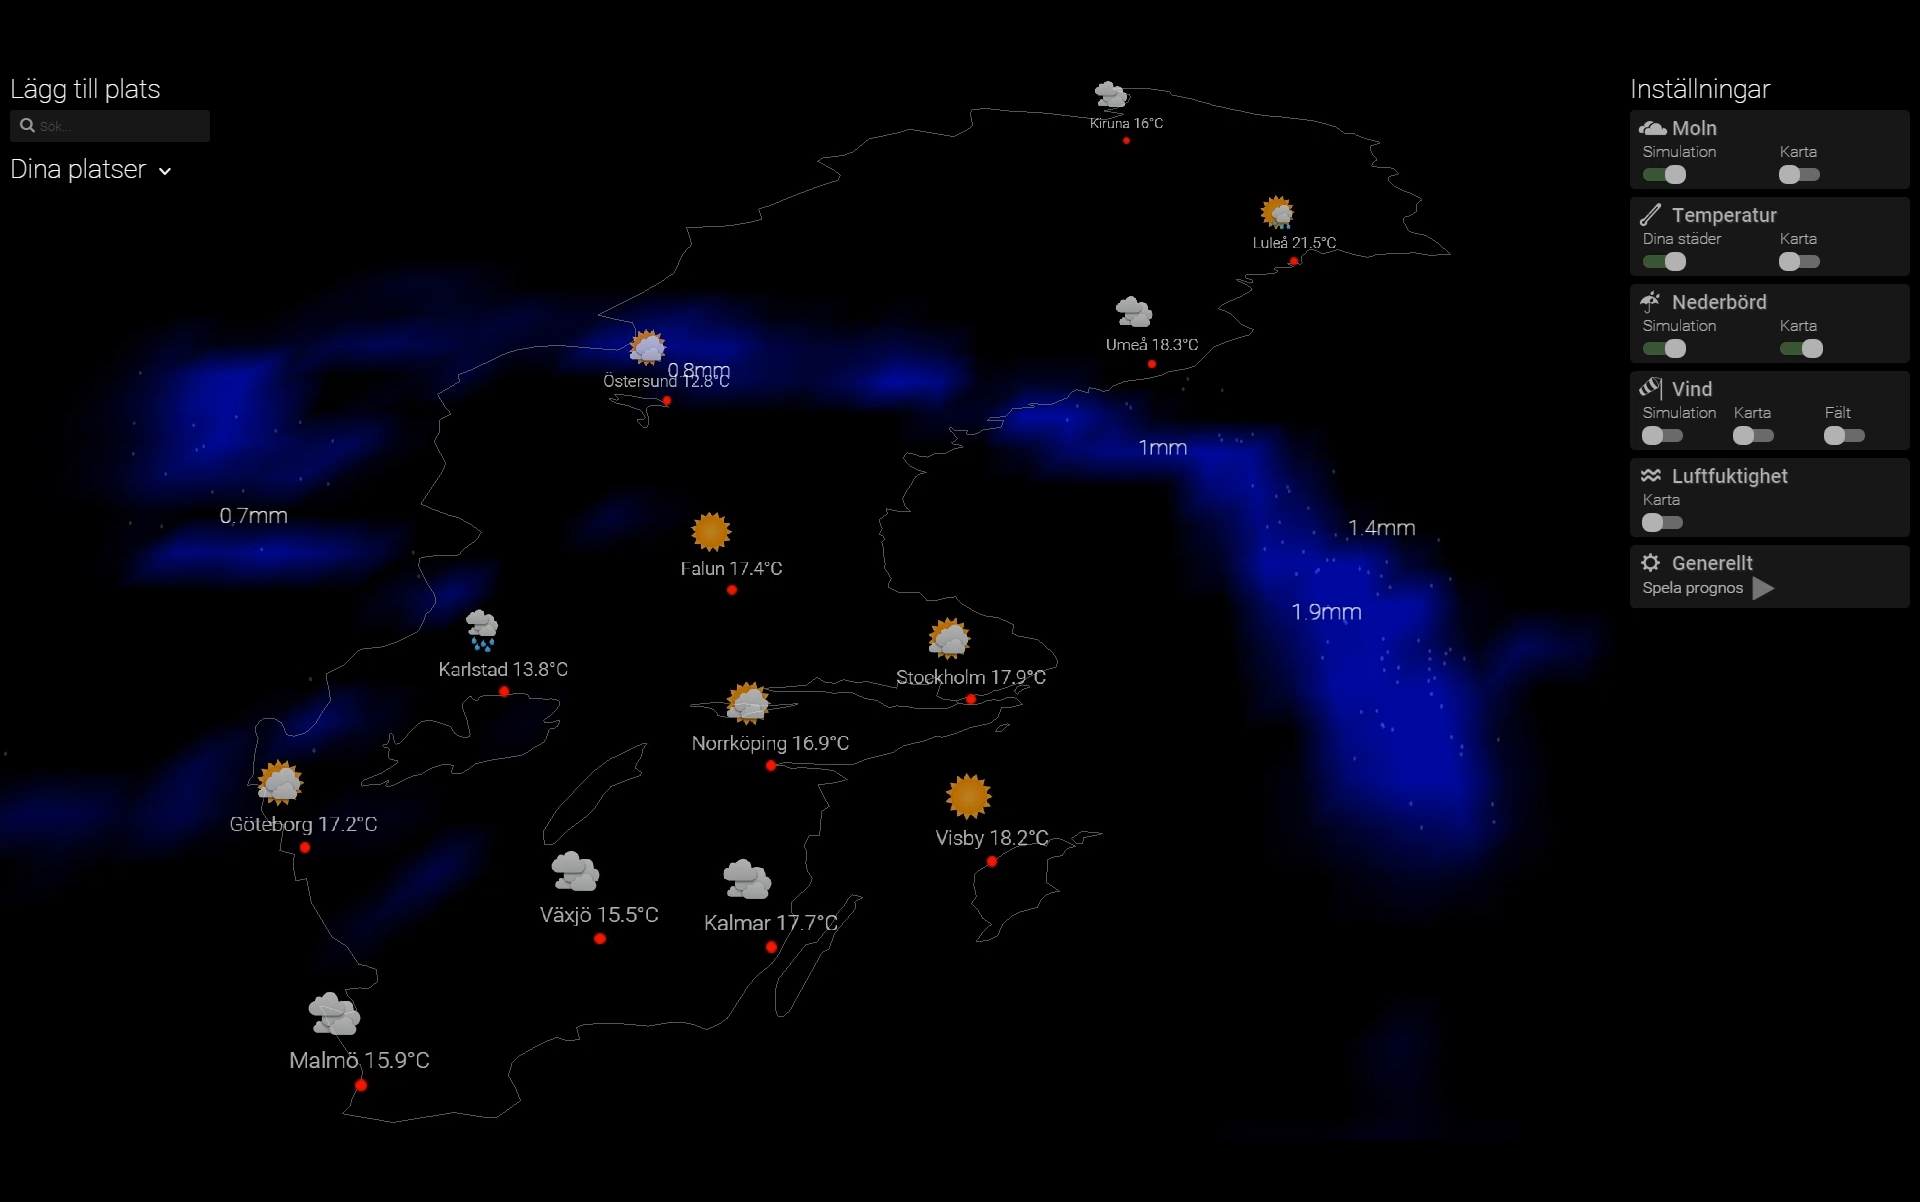 Lägg till plats
Sök...
Dina platser
Kiruna 16°C
Luleå 21.5°C
Umeå 18.3°C
0.8mm
Östersund 12.8°C
1mm
0.7mm
1.4mm
Falun 17.4°C
1.9mm
Karlstad 13.8°C
Stockholm 17.9°C
Norrköping 16.9°C
Göteborg 17.2°C
Visby 18.2°C
Växjö 15.5°C
Kalmar 17.7°C
Malmö 15.9°C
Inställningar
Moln
Simulation Karta
Temperatur
Dina städer Karta
Nederbörd
Simulation Karta
Vind
Simulation Karta Fält
Luftfuktighet
Karta
Generellt
Spela prognos